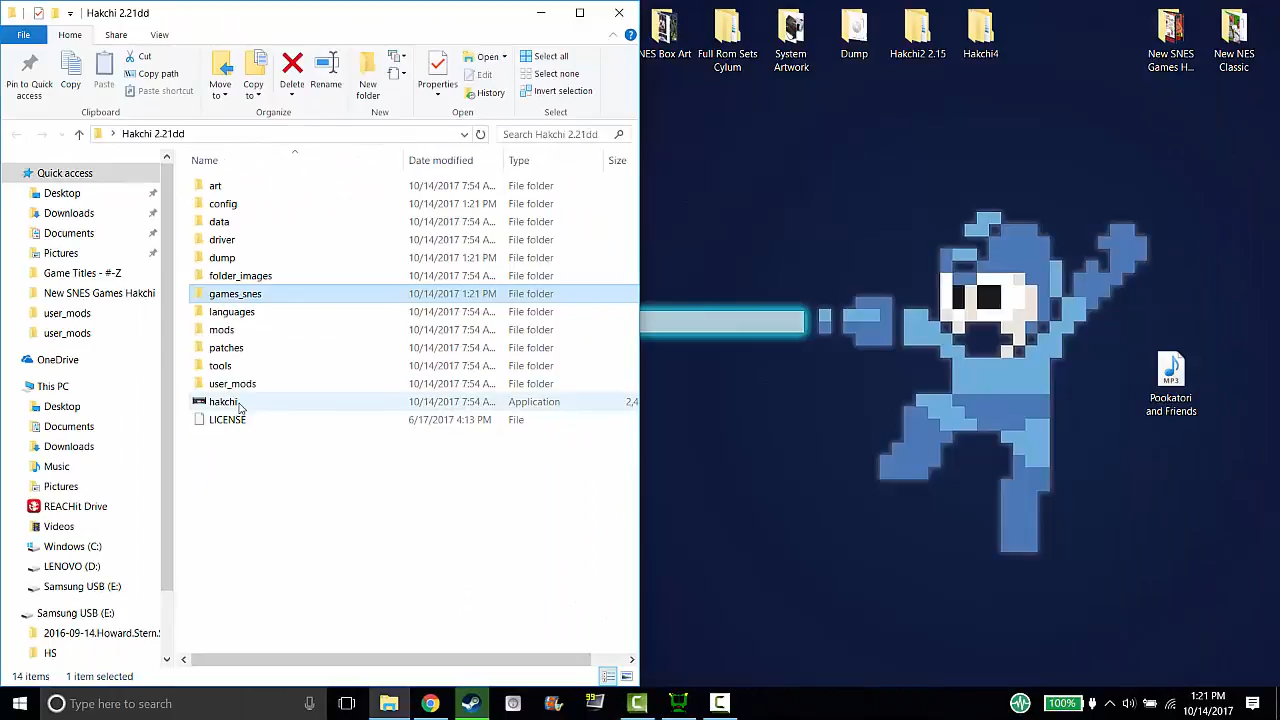 Hakchi 2.21dd
File Home Share View
Pin to Quick access
Copy
Paste
Cut
Copy path
Paste shortcut
Clipboard
Move to
Copy to
Delete
Rename
Organize
New folder
New
Properties
Open
Edit
History
Open
Select all
Select none
Invert selection
Select
Hakchi 2.21dd
Search Hakchi 2.21dd
Quick access
Desktop
Downloads
Documents
Pictures
Game Titles - #-Z
New SNES Games Hakchi
user_mods
user_mods
OneDrive
This PC
Desktop
Documents
Downloads
Music
Pictures
REACHit Drive
Videos
Windows (C:)
LENOVO (D:)
Samsung USB (E:)
Samsung USB (E:)
2016-09-14.Howard.Stern.
HS
Name Date modified Type Size
art 10/14/2017 7:54 A... File folder
config 10/14/2017 1:21 PM File folder
data 10/14/2017 7:54 A... File folder
driver 10/14/2017 7:54 A... File folder
dump 10/14/2017 1:21 PM File folder
folder_images 10/14/2017 7:54 A... File folder
games_snes 10/14/2017 1:21 PM File folder
languages 10/14/2017 7:54 A... File folder
mods 10/14/2017 7:54 A... File folder
patches 10/14/2017 7:54 A... File folder
tools 10/14/2017 7:54 A... File folder
user_mods 10/14/2017 7:54 A... File folder
hakchi 10/14/2017 7:54 A... Application 2,4
LICENSE 6/17/2017 4:13 PM File
14 items 1 item selected
NES Box Art
Full Rom Sets
Cylum
System
Artwork
Dump
Hakchi2 2.15
Hakchi4
New SNES
Games H...
New NES
Classic
MP3
Pookatori
and Friends
Type here to search
99
100%
1:21 PM
10/14/2017